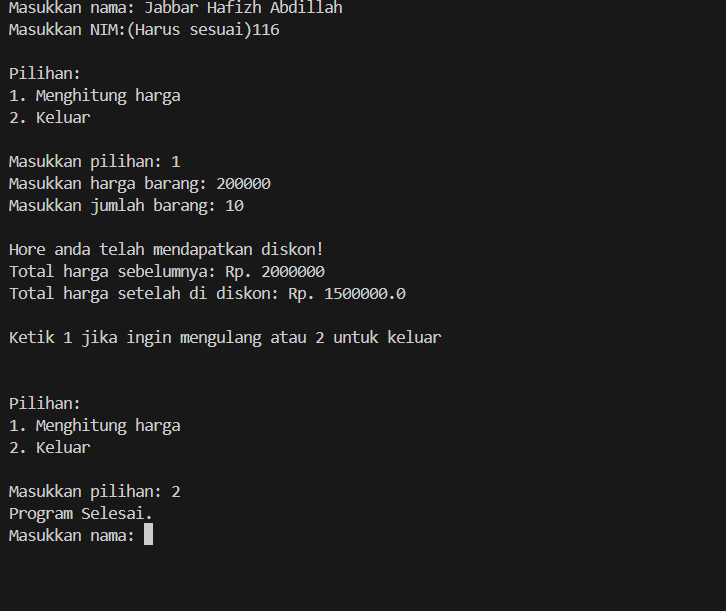 Masukkan nama: Jabbar Hafizh Abdillah
Masukkan NIM:(Harus sesuai)116
Pilihan:
1. Menghitung harga
2. Keluar
Masukkan pilihan: 1
Masukkan harga barang: 200000
Masukkan jumlah barang: 10
Hore anda telah mendapatkan diskon!
Total harga sebelumnya: Rp. 2000000
Total harga setelah di diskon: Rp. 1500000.0
Ketik 1 jika ingin mengulang atau 2 untuk keluar
Pilihan:
1. Menghitung harga
2. Keluar
Masukkan pilihan: 2
Program Selesai.
Masukkan nama: